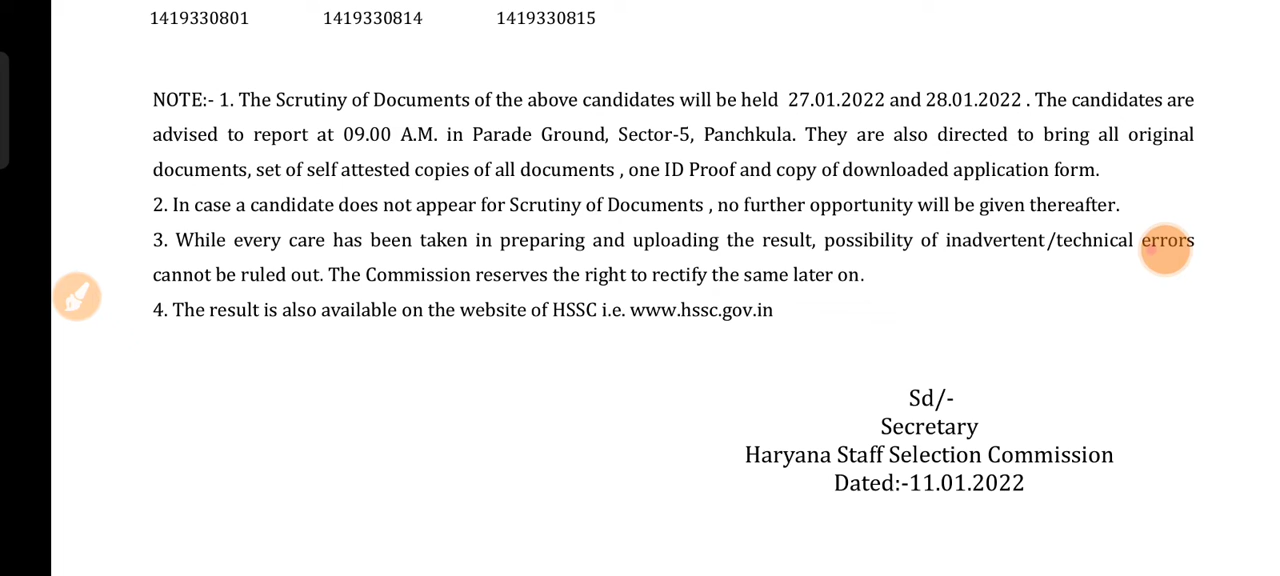 1419330801 1419330814 1419330815
NOTE:- 1. The Scrutiny of Documents of the above candidates will be held 27.01.2022 and 28.01.2022 . The candidates are
advised to report at 09.00 A.M. in Parade Ground, Sector-5, Panchkula. They are also directed to bring all original
documents, set of self attested copies of all documents , one ID Proof and copy of downloaded application form.
2. In case a candidate does not appear for Scrutiny of Documents , no further opportunity will be given thereafter.
3. While every care has been taken in preparing and uploading the result, possibility of inadvertent/technical errors
cannot be ruled out. The Commission reserves the right to rectify the same later on.
4. The result is also available on the website of HSSC i.e. www.hssc.gov.in
Sd/-
Secretary
Haryana Staff Selection Commission
Dated:-11.01.2022